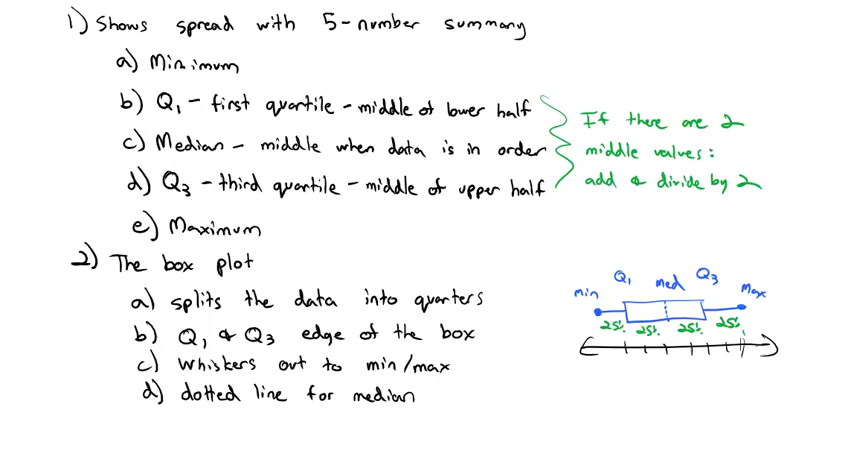 1) Shows spread with 5-number summary
a) Minimum
b) Q₁ - first quartile - middle of lower half
c) Median - middle when data is in order
d) Q₃ - third quartile - middle of upper half
e) Maximum
If there are 2
middle values:
add & divide by 2
2) The box plot
a) splits the data into quarters
b) Q₁ & Q₃ edge of the box
c) whiskers out to min/max
d) dotted line for median
min Q₁ med Q₃ Max
25% 25% 25% 25%